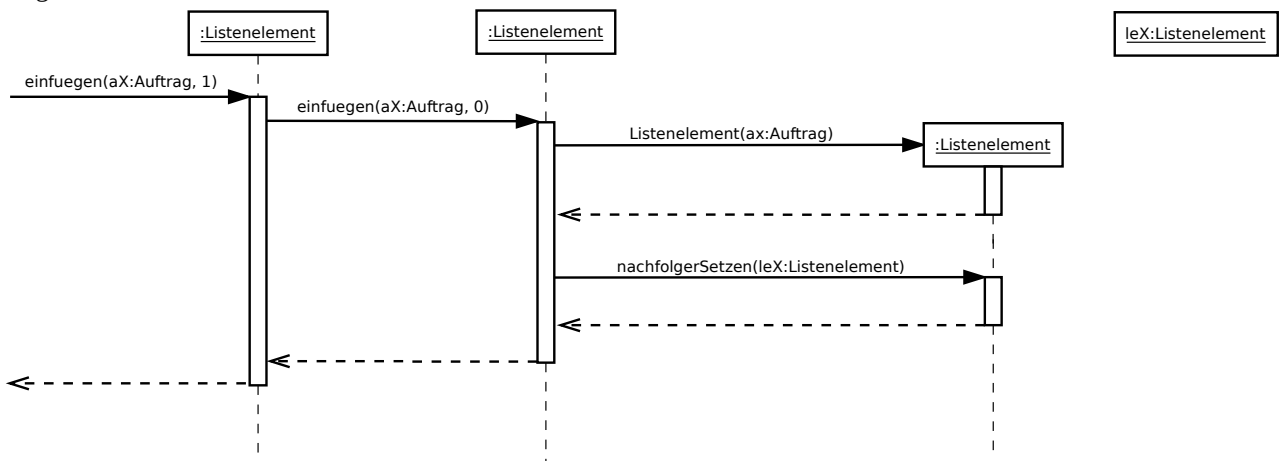 :Listenelement
:Listenelement
leX:Listenelement
einfuegen(aX:Auftrag, 1)
einfuegen(aX:Auftrag, 0)
Listenelement(ax:Auftrag)
:Listenelement
nachfolgerSetzen(leX:Listenelement)